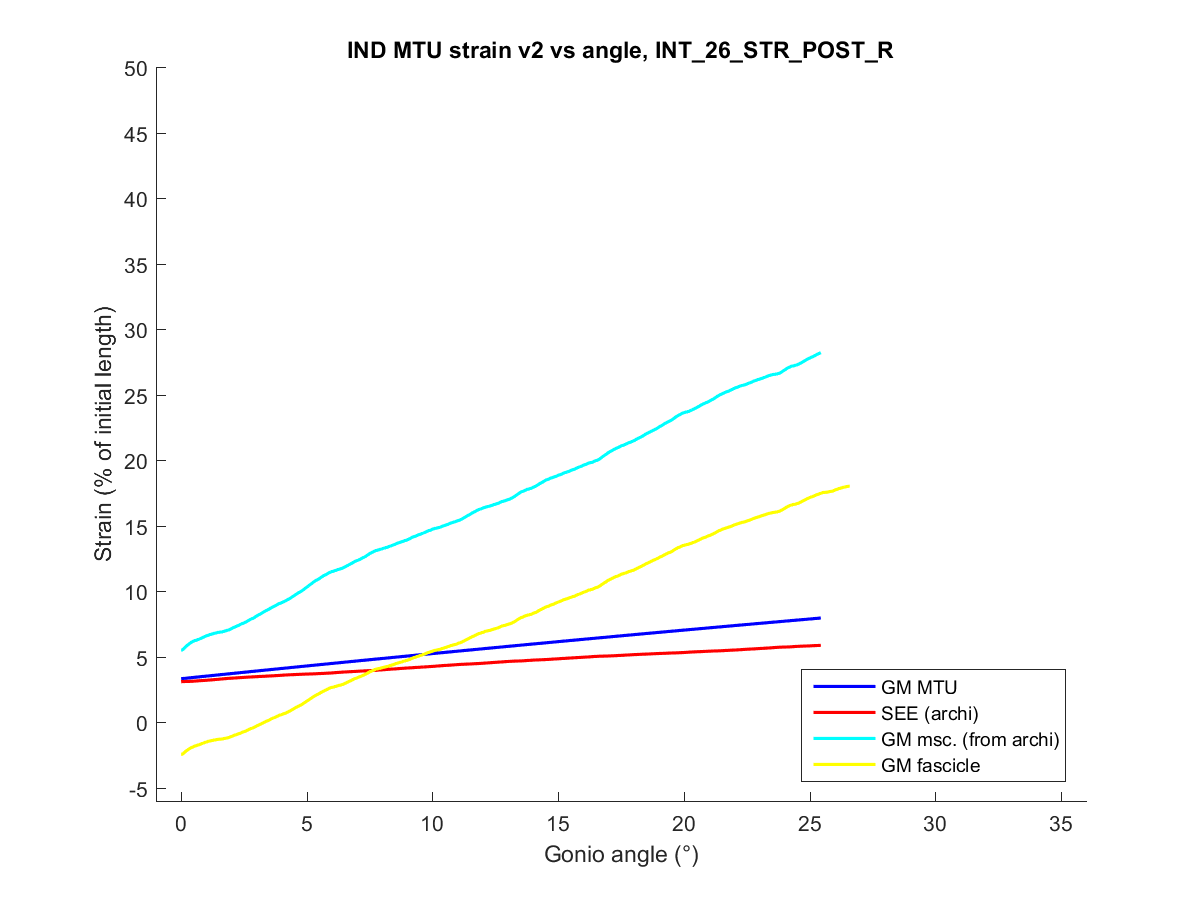 IND MTU strain v2 vs angle, INT_26_STR_POST_R
50
45
40
35
30
25
20
15
10
5
0
-5
Strain (% of initial length)
0 5 10 15 20 25 30 35
Gonio angle (°)
GM MTU
SEE (archi)
GM msc. (from archi)
GM fascicle